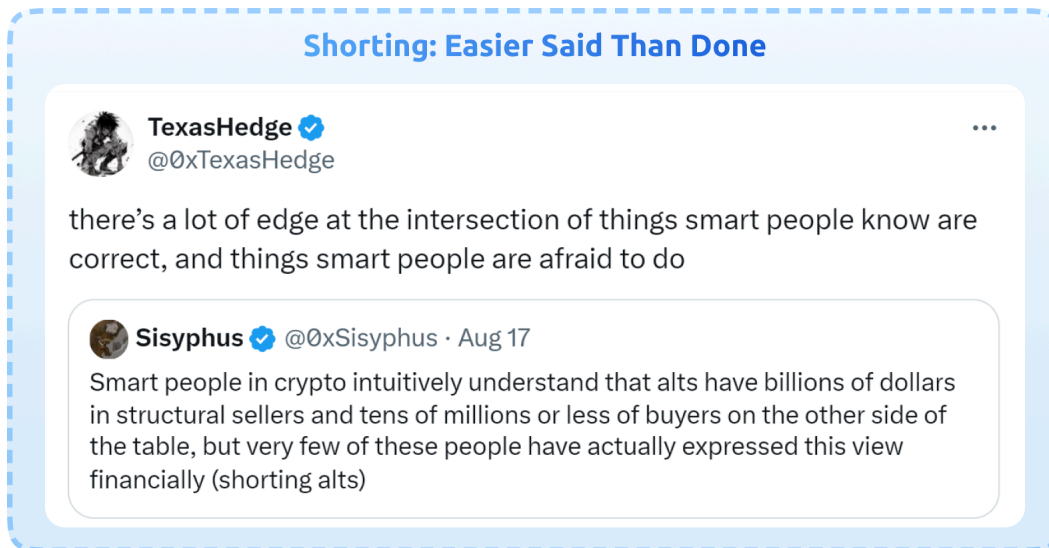 Shorting: Easier Said Than Done
TexasHedge
@0xTexasHedge
there’s a lot of edge at the intersection of things smart people know are
correct, and things smart people are afraid to do
Sisyphus @0xSisyphus · Aug 17
Smart people in crypto intuitively understand that alts have billions of dollars
in structural sellers and tens of millions or less of buyers on the other side of
the table, but very few of these people have actually expressed this view
financially (shorting alts)